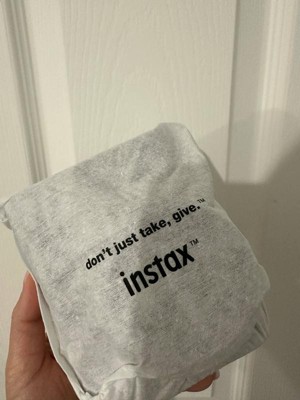 don't just take, give.™
instax™